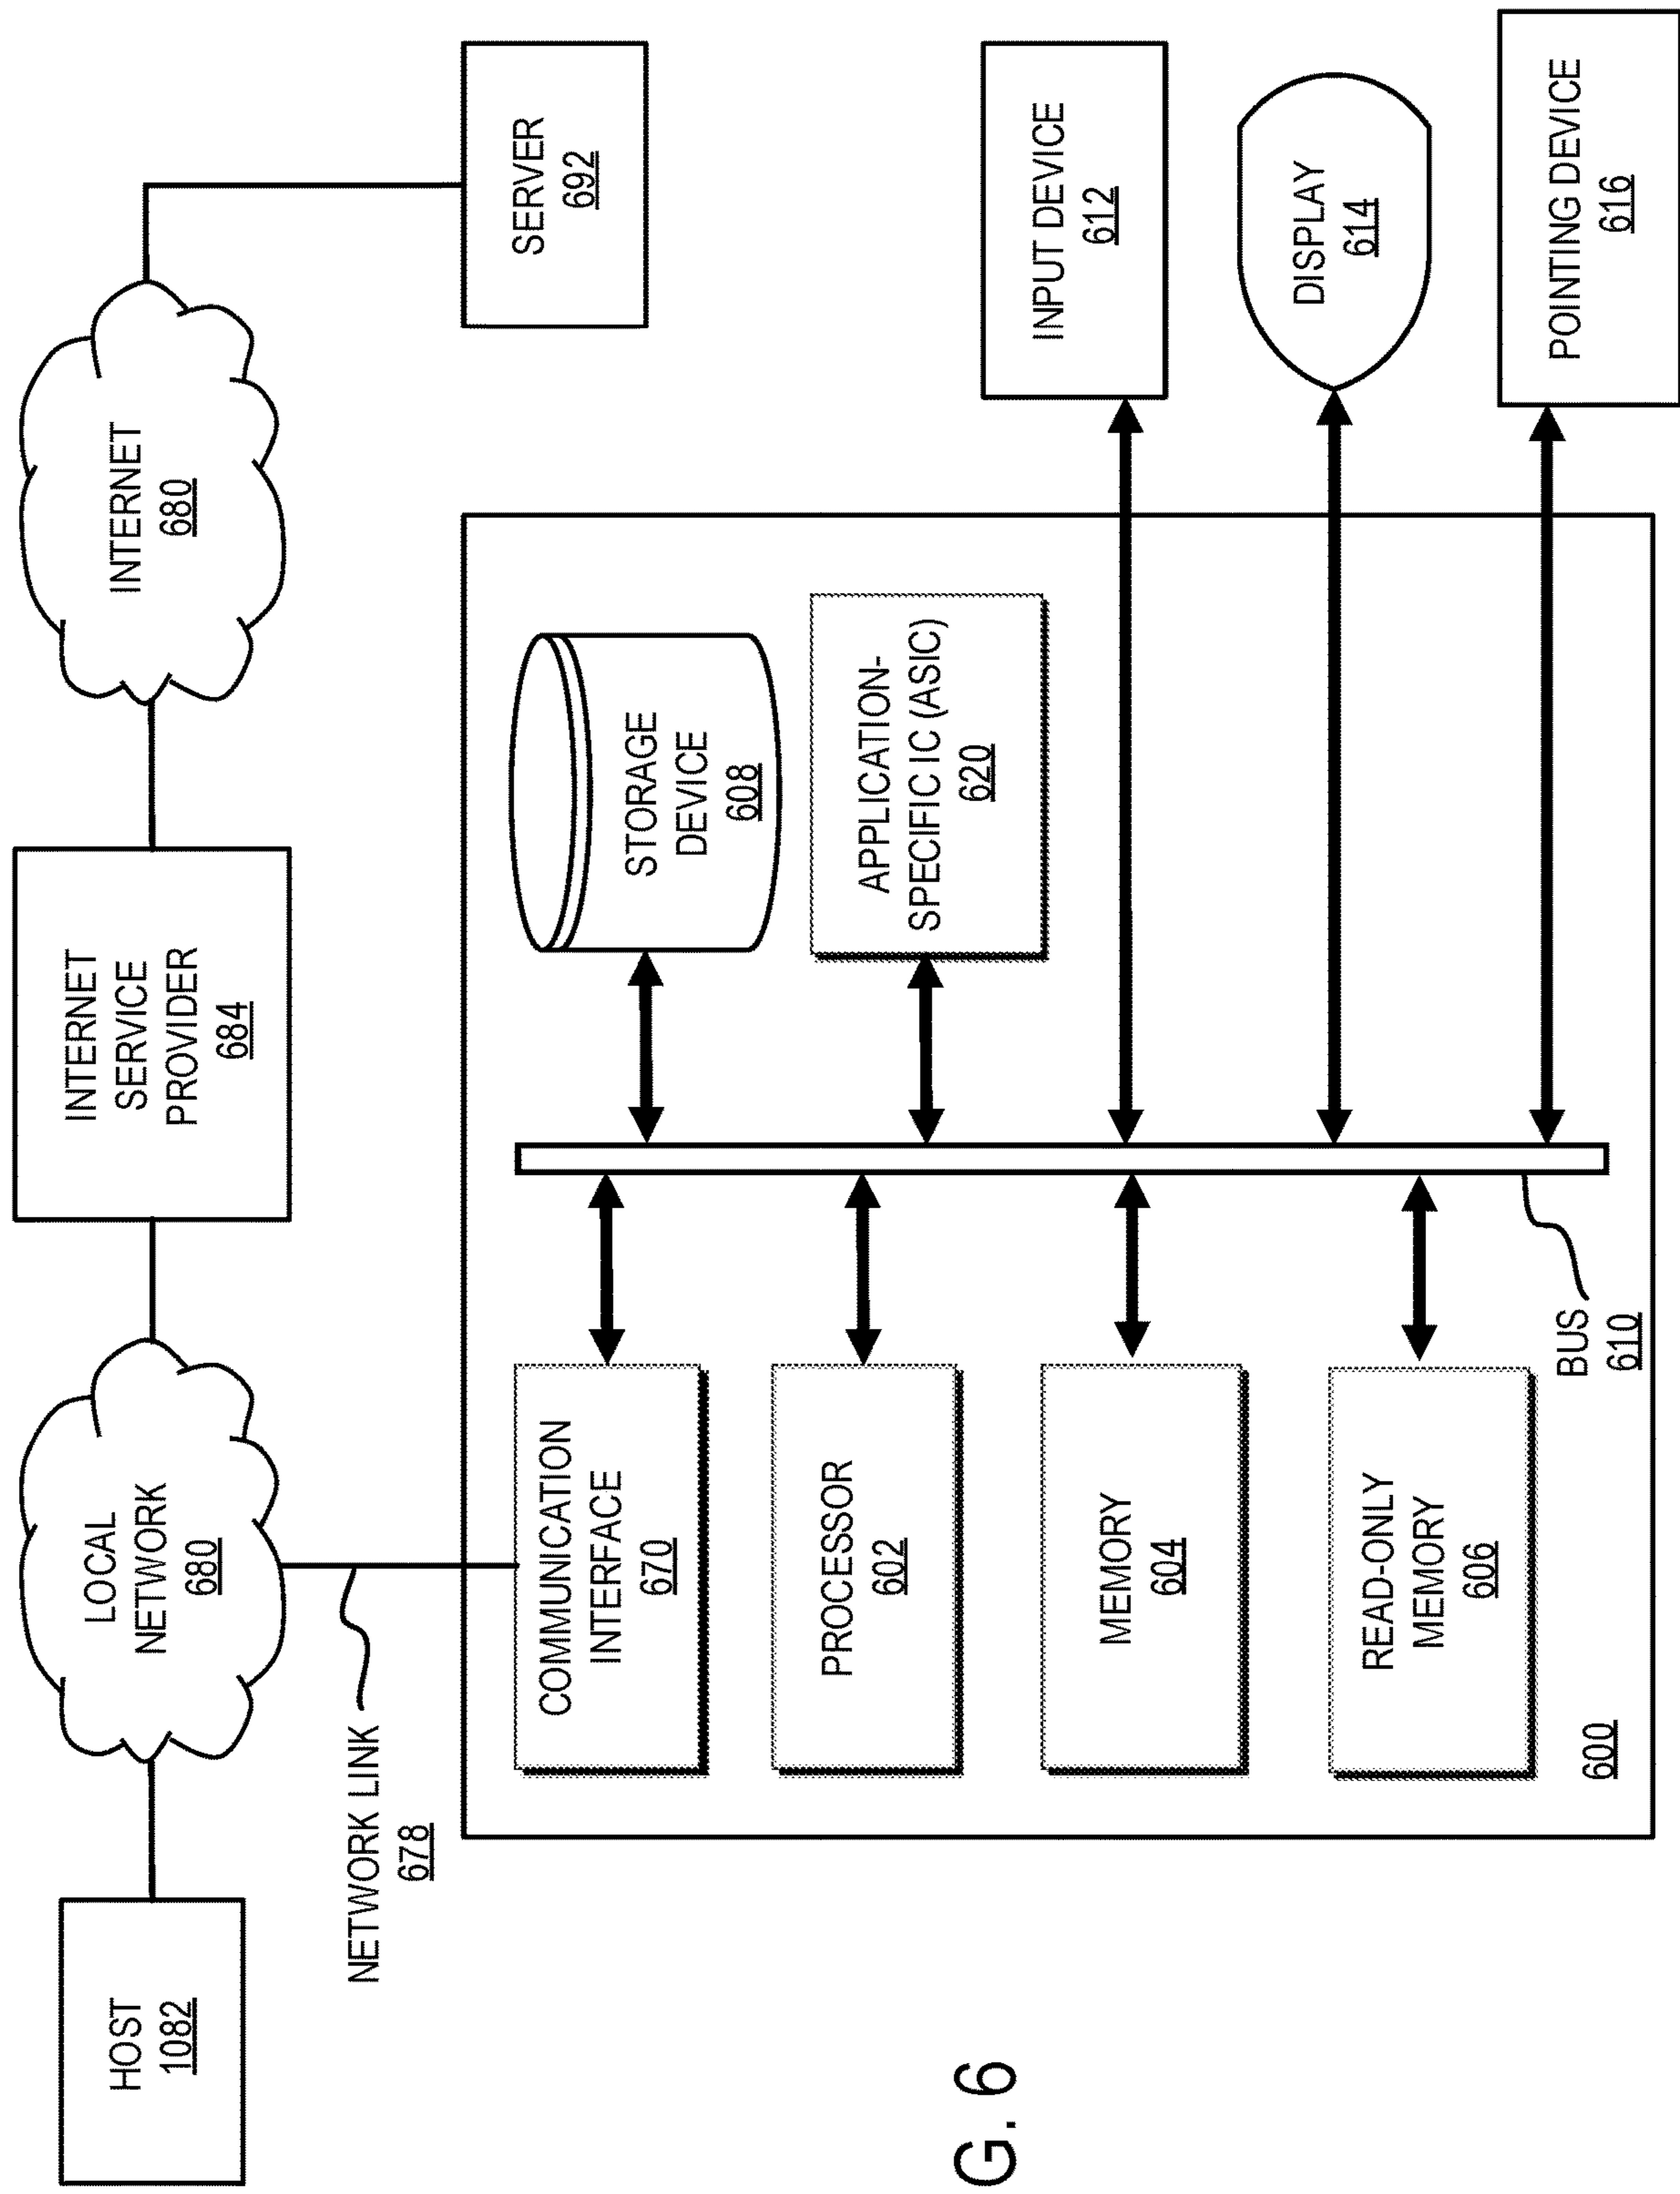 HOST
1082
LOCAL
NETWORK
680
INTERNET
SERVICE
PROVIDER
684
INTERNET
680
SERVER
692
NETWORK LINK
678
COMMUNICATION
INTERFACE
670
PROCESSOR
602
MEMORY
604
READ-ONLY
MEMORY
606
600
BUS
610
STORAGE
DEVICE
608
APPLICATION-
SPECIFIC IC (ASIC)
620
INPUT DEVICE
612
DISPLAY
614
POINTING DEVICE
616
G. 6